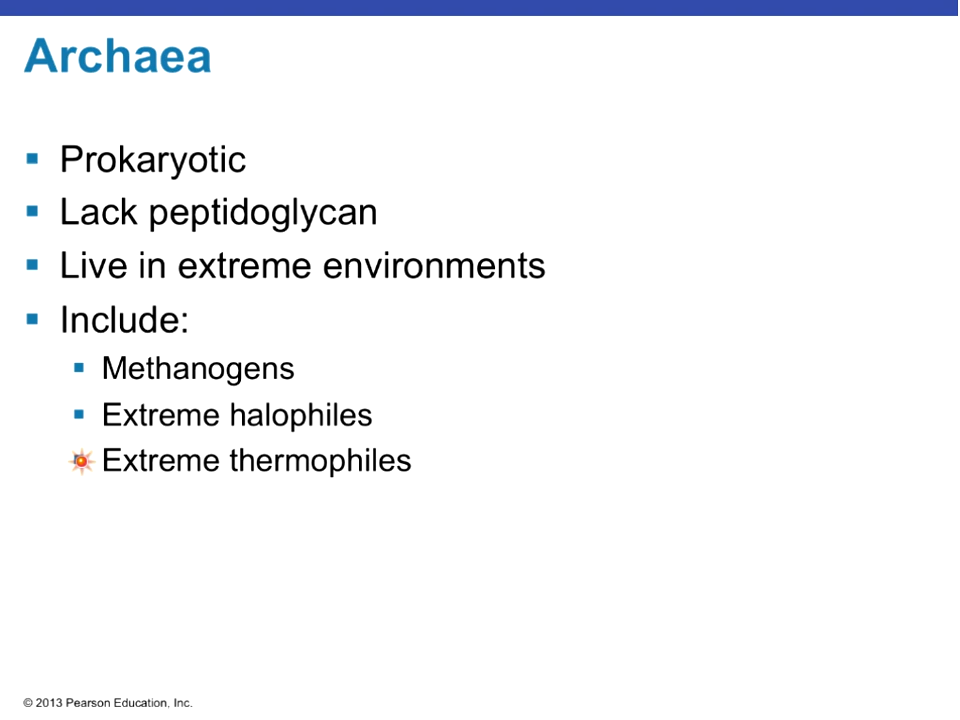 Archaea
Prokaryotic
Lack peptidoglycan
Live in extreme environments
Include:
Methanogens
Extreme halophiles
Extreme thermophiles
© 2013 Pearson Education, Inc.